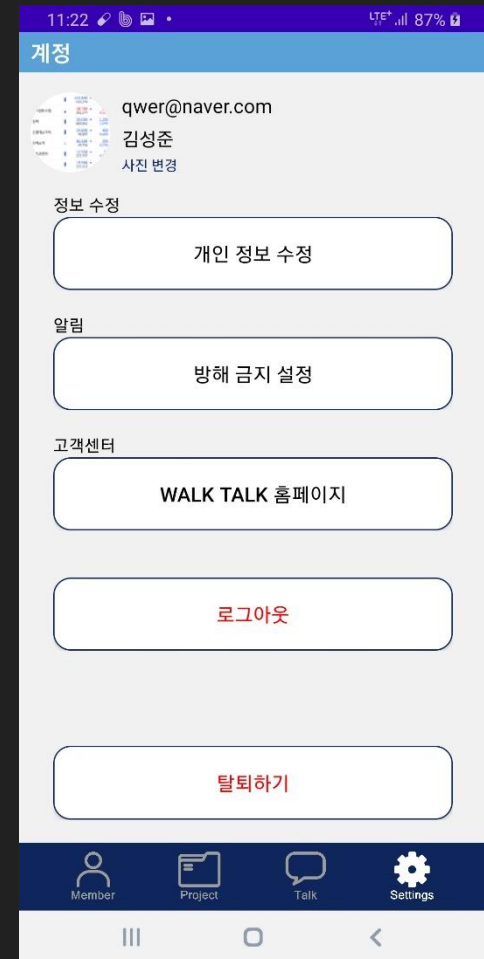 11:22
LTE+ 87%
계정
qwer@naver.com
김성준
사진 변경
정보 수정
개인 정보 수정
알림
방해 금지 설정
고객센터
WALK TALK 홈페이지
로그아웃
탈퇴하기
Member Project Talk Settings